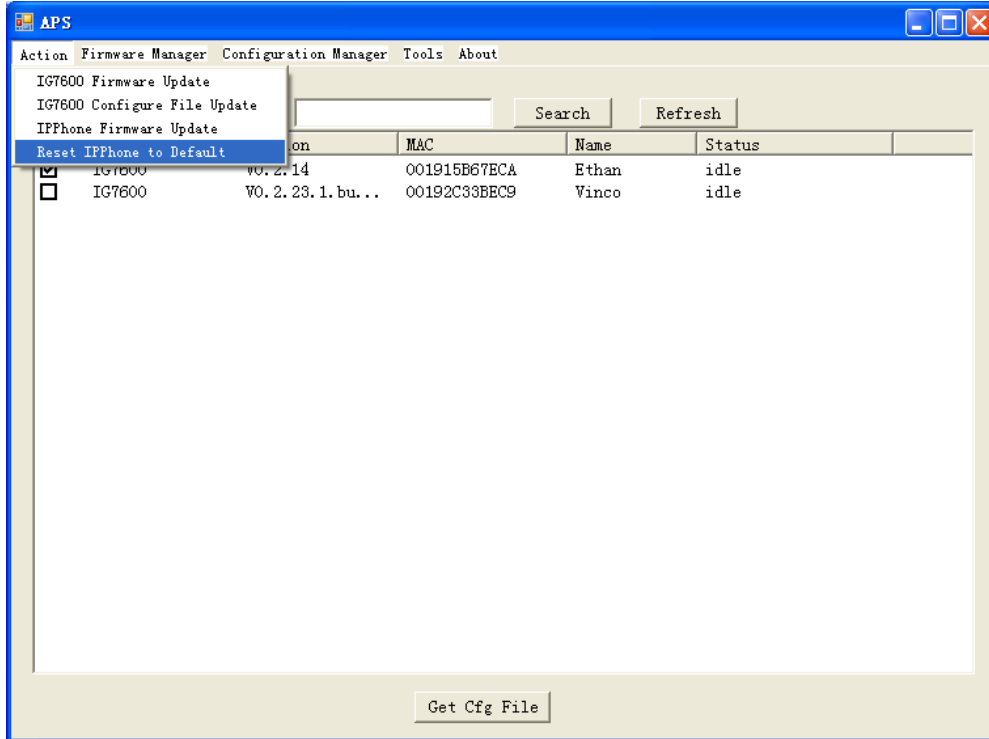 APS
Action Firmware Manager Configuration Manager Tools About
IG7600 Firmware Update
IG7600 Configure File Update
IPPhone Firmware Update
Reset IPPhone to Default
Search Refresh
on MAC Name Status
IG7600 V0.2.14 001915B67ECA Ethan idle
IG7600 V0.2.23.1.bu... 00192C33BEC9 Vinco idle
Get Cfg File